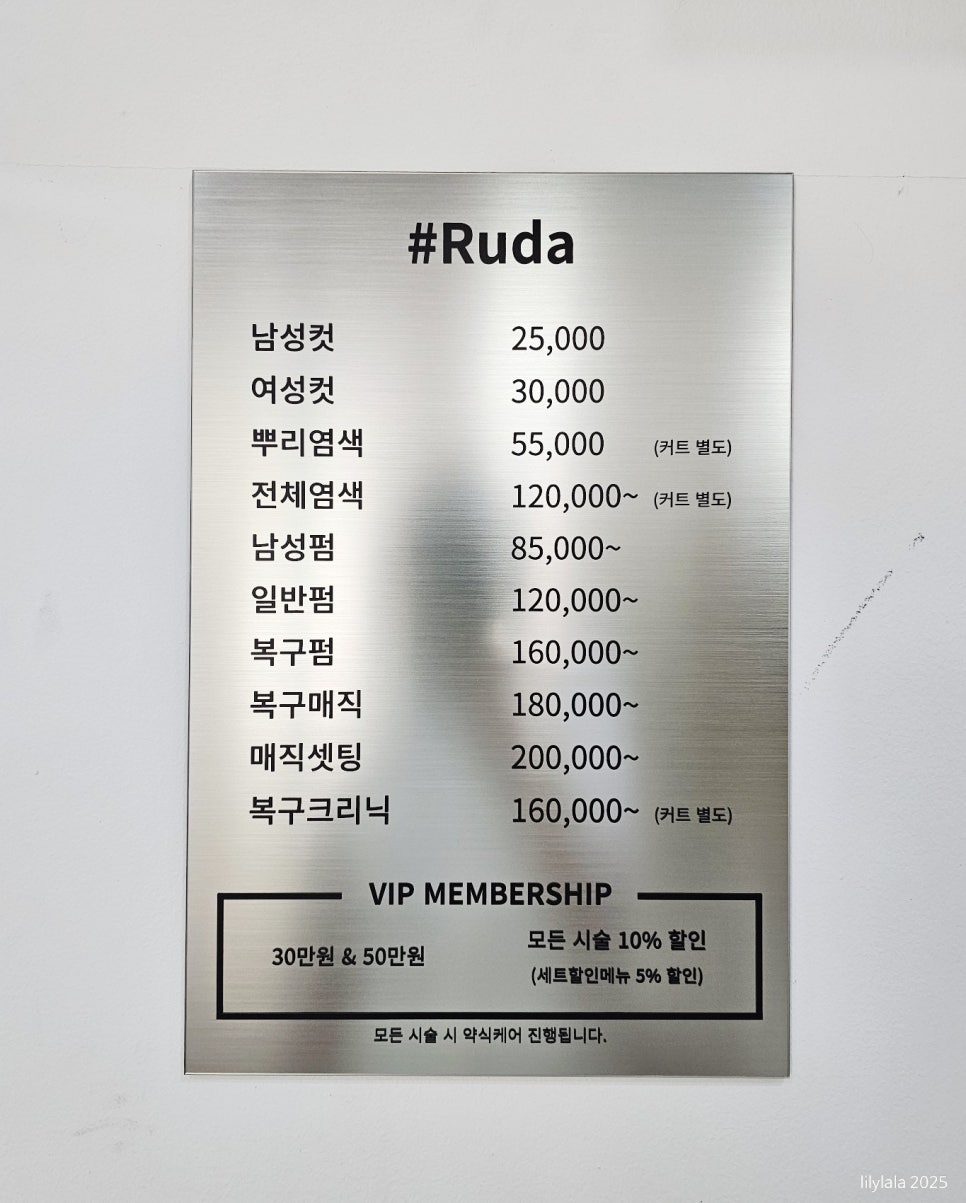 #Ruda
남성컷 25,000
여성컷 30,000
뿌리염색 55,000 (커트 별도)
전체염색 120,000~ (커트 별도)
남성펌 85,000~
일반펌 120,000~
복구펌 160,000~
복구매직 180,000~
매직셋팅 200,000~
복구크리닉 160,000~ (커트 별도)
VIP MEMBERSHIP
30만원 & 50만원
모든 시술 10% 할인
(세트할인메뉴 5% 할인)
모든 시술 시 약식케어 진행됩니다.
lilylala 2025